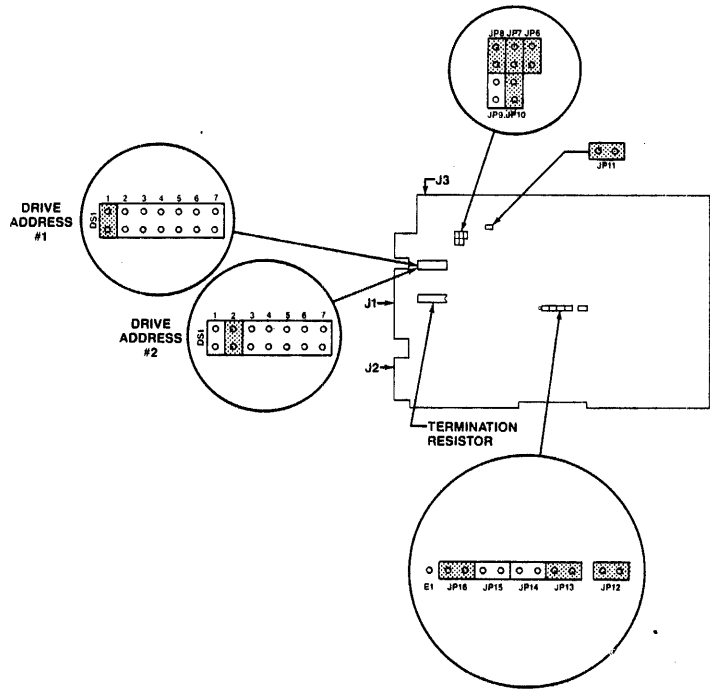 JP8 JP7 JP6
JP9 JP10
JP11
J3
DRIVE
ADDRESS
#1
1 2 3 4 5 6 7
DS1
J1
DRIVE
ADDRESS
#2
1 2 3 4 5 6 7
DS1
J2
TERMINATION
RESISTOR
E1 JP16 JP15 JP14 JP13 JP12